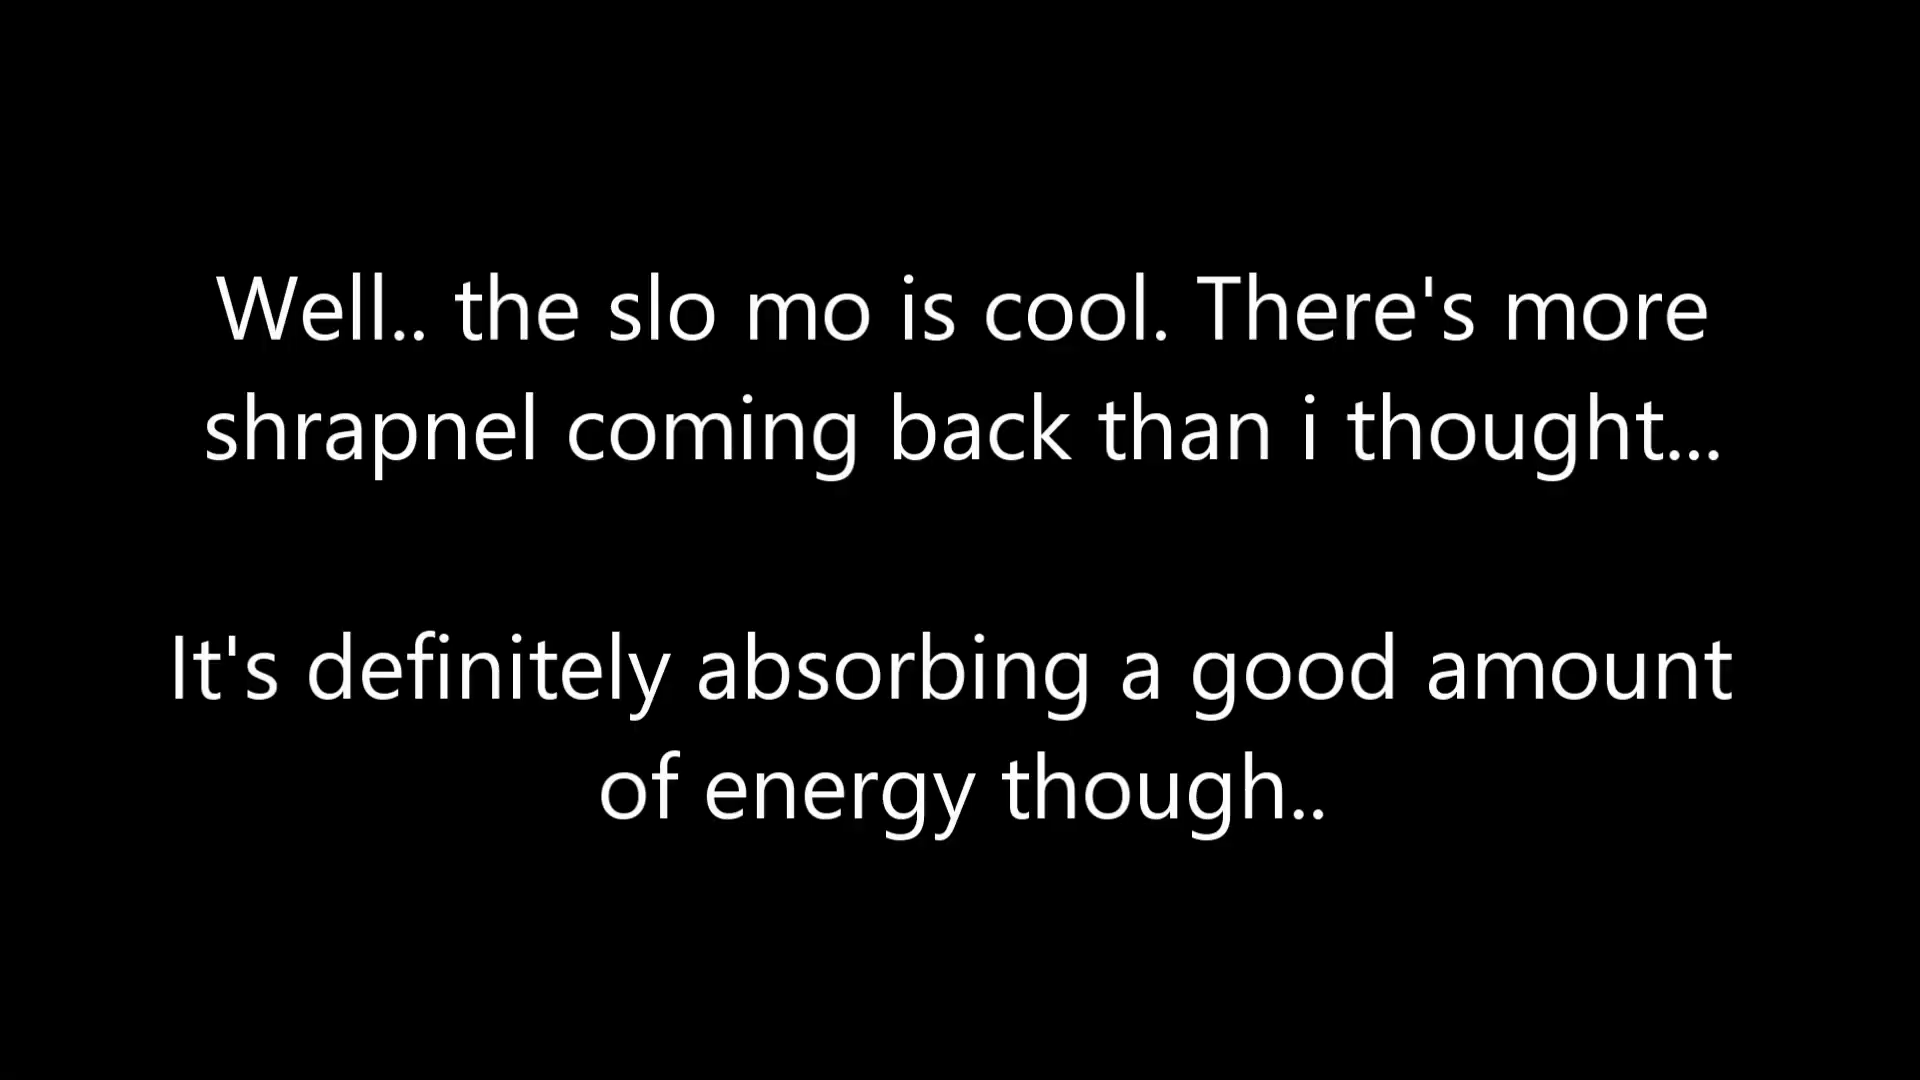 Well.. the slo mo is cool. There's more
shrapnel coming back than i thought...
It's definitely absorbing a good amount
of energy though..